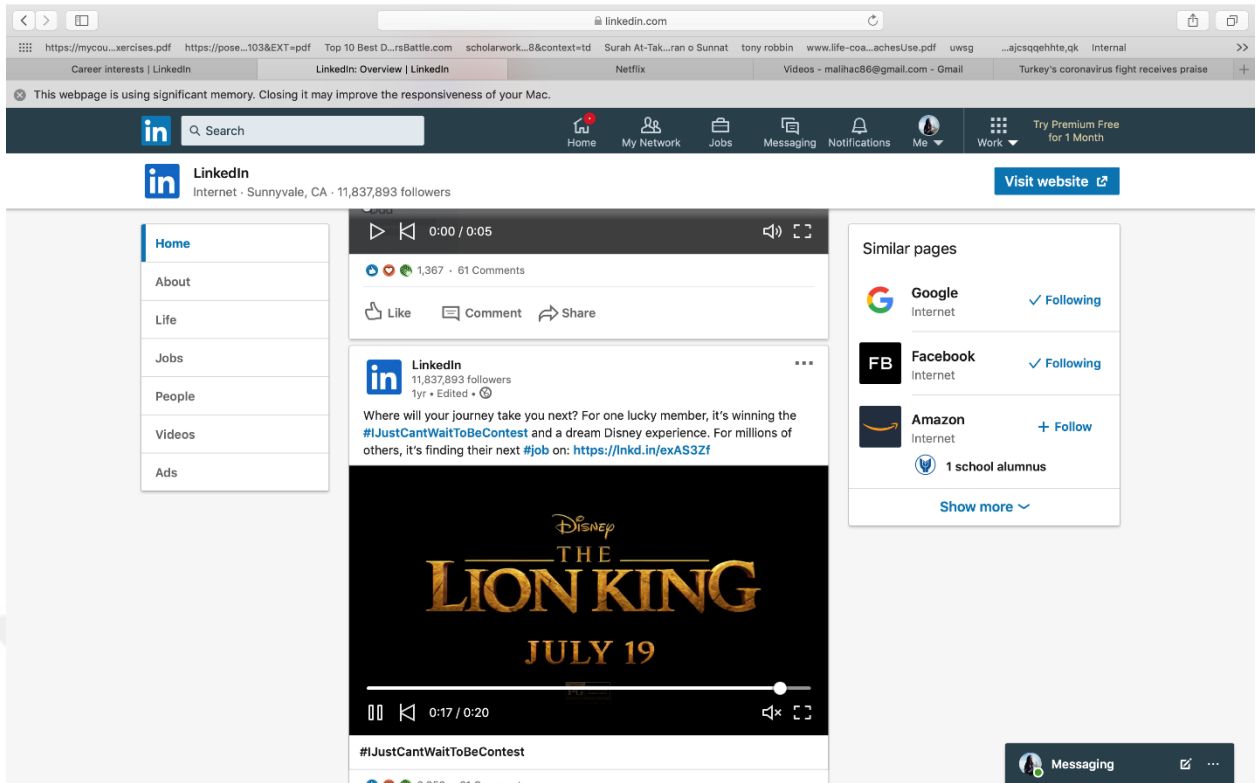 linkedin.com
https://mycou...xercises.pdf https://pose...103&EXT=pdf Top 10 Best D...rsBattle.com scholarwork...8&context=td Surah At-Tak...ran o Sunnat tony robbin www.life-coa...achesUse.pdf uwsg ...ajcsqqehhte,qk Internal >>
Career interests | LinkedIn LinkedIn: Overview | LinkedIn Netflix Videos - malihac86@gmail.com - Gmail Turkey's coronavirus fight receives praise
This webpage is using significant memory. Closing it may improve the responsiveness of your Mac.
in Search Home My Network Jobs Messaging Notifications Me Work Try Premium Free
for 1 Month
in LinkedIn
Internet · Sunnyvale, CA · 11,837,893 followers
Visit website
Home
About
Life
Jobs
People
Videos
Ads
0:00 / 0:05
1,367 · 61 Comments
Like Comment Share
in LinkedIn
11,837,893 followers
1yr • Edited •
Where will your journey take you next? For one lucky member, it's winning the
#IJustCantWaitToBeContest and a dream Disney experience. For millions of
others, it's finding their next #job on: https://lnkd.in/exAS3Zf
Disney
THE
LION KING
JULY 19
0:17 / 0:20
#IJustCantWaitToBeContest
Similar pages
Google
Internet
Following
FB Facebook
Internet
Following
Amazon
Internet
+ Follow
1 school alumnus
Show more
Messaging